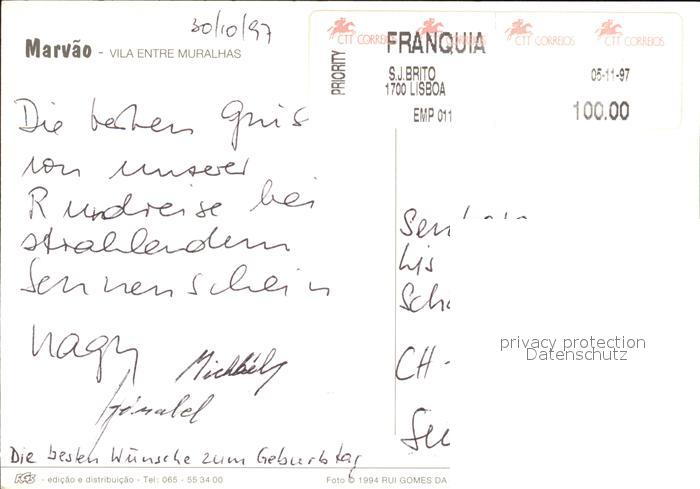 30/10/97
Marvão - VILA ENTRE MURALHAS
CTT CORREIOS CTT CORREIOS CTT CORREIOS
FRANQUIA
PRIORITY
S.J.BRITO 05-11-97
1700 LISBOA
EMP 011 100.00
Die besten Grüs
von unserer
Rundreise bei
strahlendem
Sonnenschein
CH -
privacy protection
Datenschutz
Die besten Wünsche zum Geburtstag
- edição e distribuição - Tel: 065 - 55 34 00 Foto © 1994 RUI GOMES DA